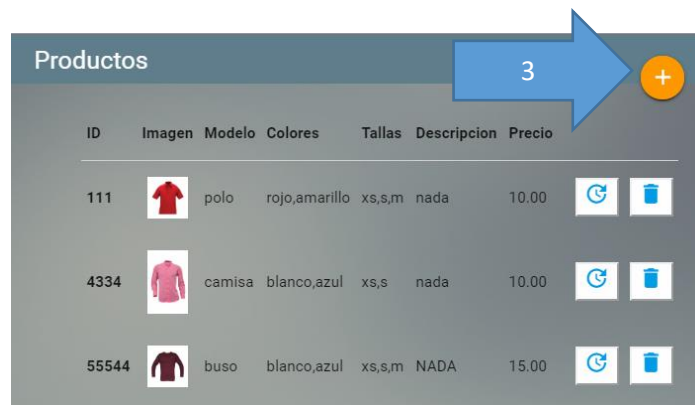 Productos
3
+
ID Imagen Modelo Colores Tallas Descripcion Precio
111 polo rojo,amarillo xs,s,m nada 10.00
4334 camisa blanco,azul xs,s nada 10.00
55544 buso blanco,azul xs,s,m NADA 15.00